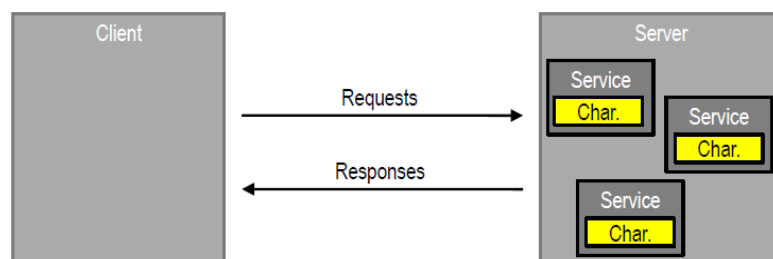 Client
Server
Service
Char.
Requests
Service
Char.
Responses
Service
Char.